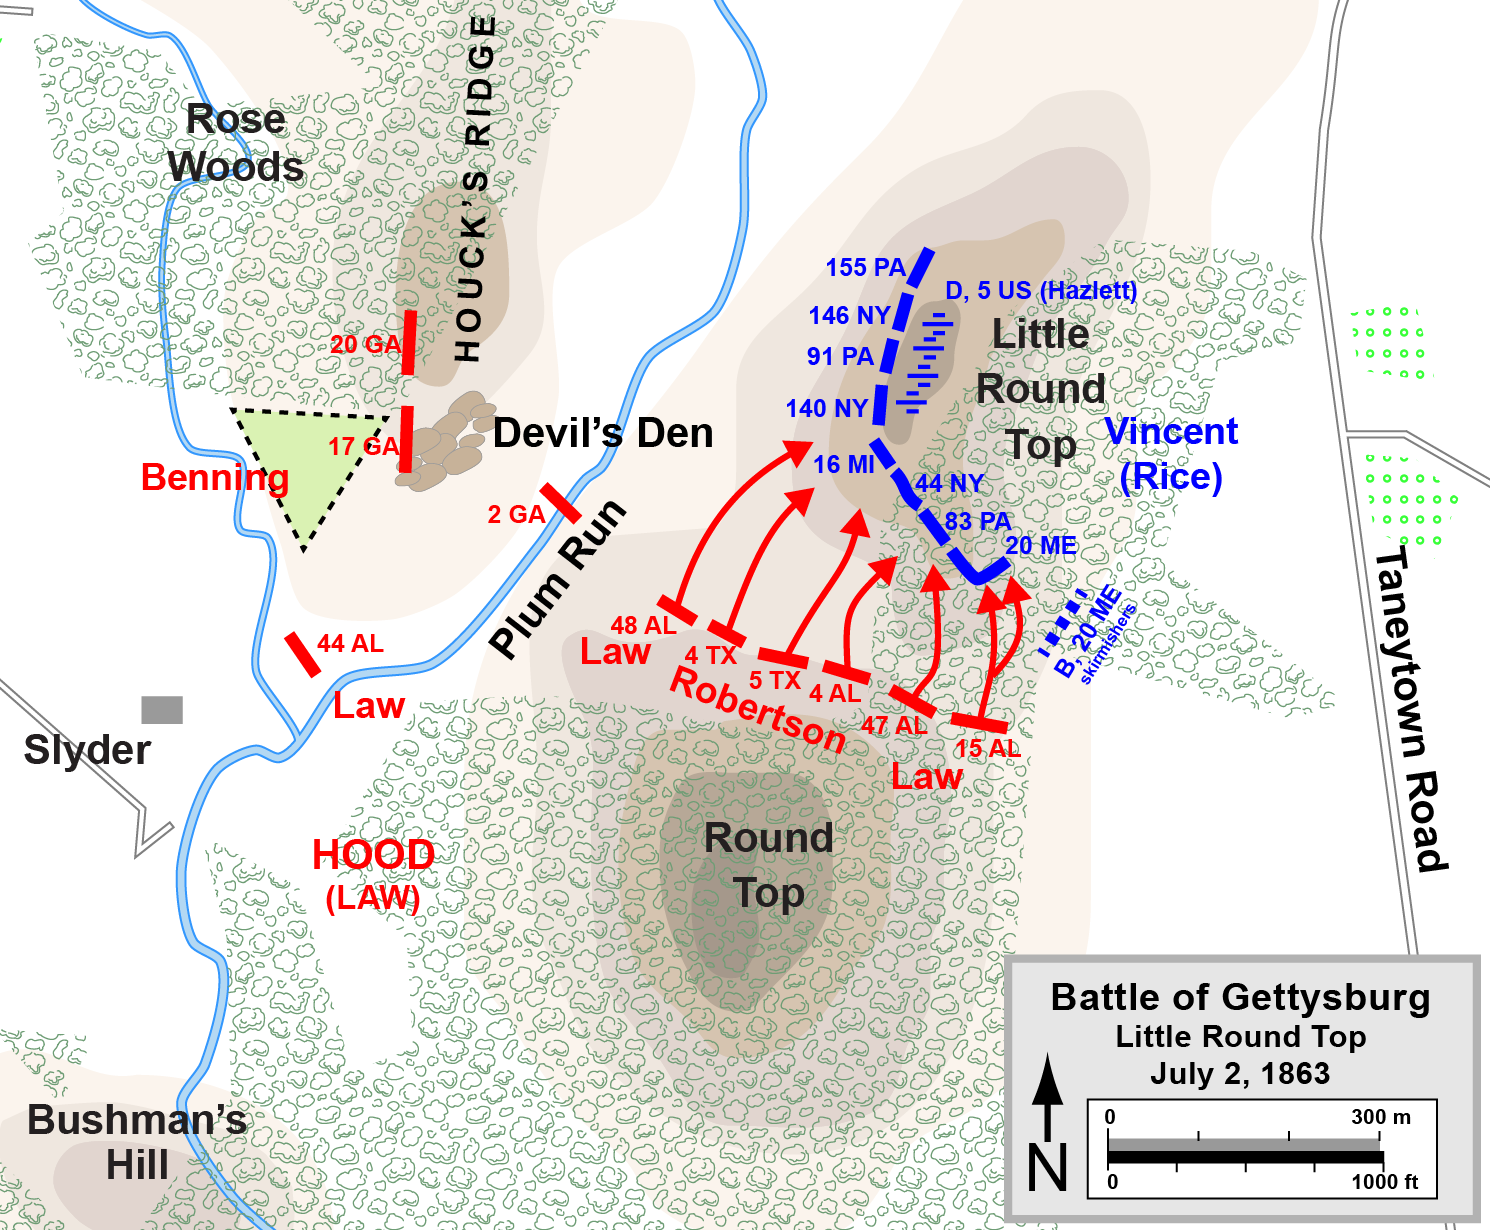 HOUCK’S RIDGE
Rose
Woods
155 PA
D, 5 US (Hazlett)
146 NY
Little
Round
Top
20 GA
91 PA
140 NY
Devil’s Den
Vincent
(Rice)
17 GA
Benning
16 MI
44 NY
2 GA
83 PA
20 ME
Plum Run
B, 20 ME
skirmishers
Taneytown Road
48 AL
Law
44 AL
4 TX
5 TX
4 AL
Robertson
Law
47 AL
15 AL
Law
Slyder
Round
Top
HOOD
(LAW)
Bushman’s
Hill
Battle of Gettysburg
Little Round Top
July 2, 1863
N
0
300 m
0
1000 ft